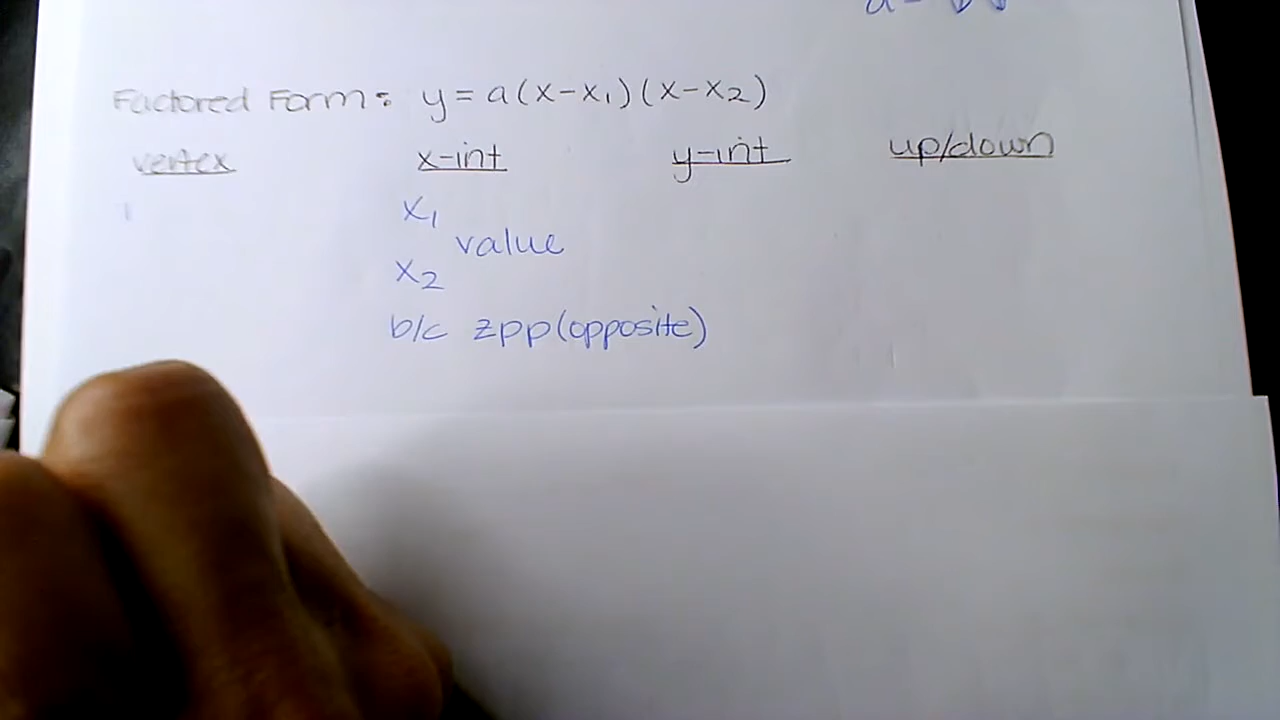 Factored Form: y = a(x-x₁)(x-x₂)
vertex x-int y-int up/down
x₁
value
x₂
b/c zpp(opposite)